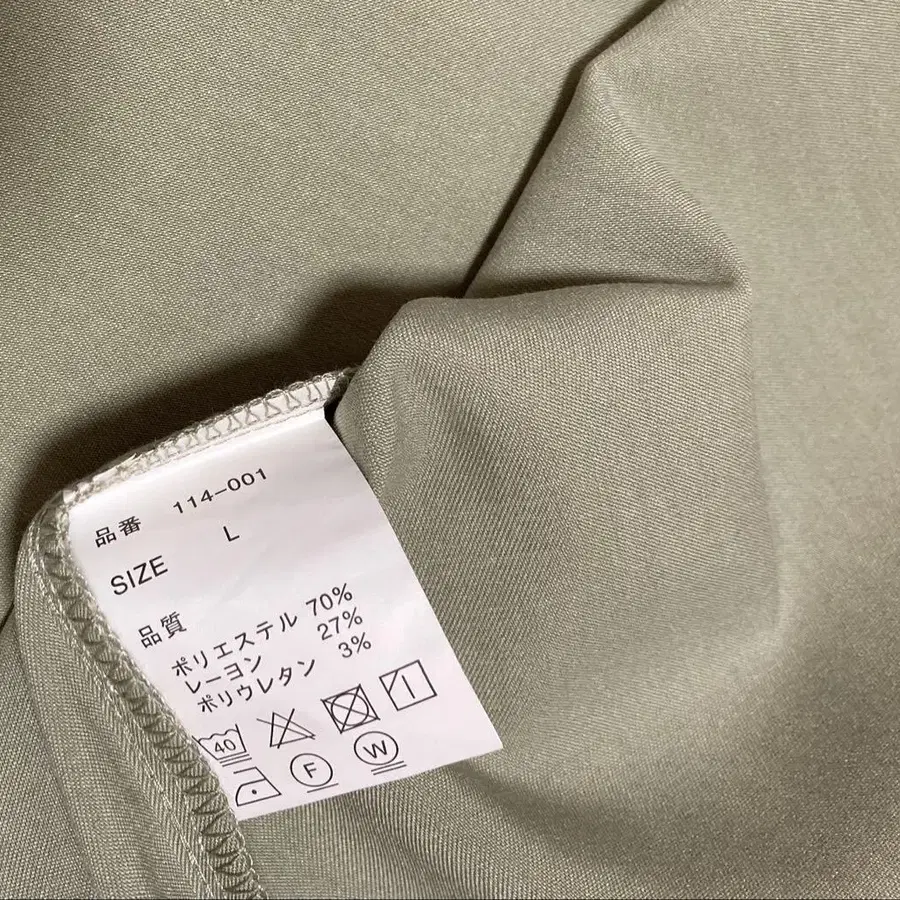 品番 114-001
SIZE L
品質
ポリエステル 70%
レーヨン 27%
ポリウレタン 3%
40
F W